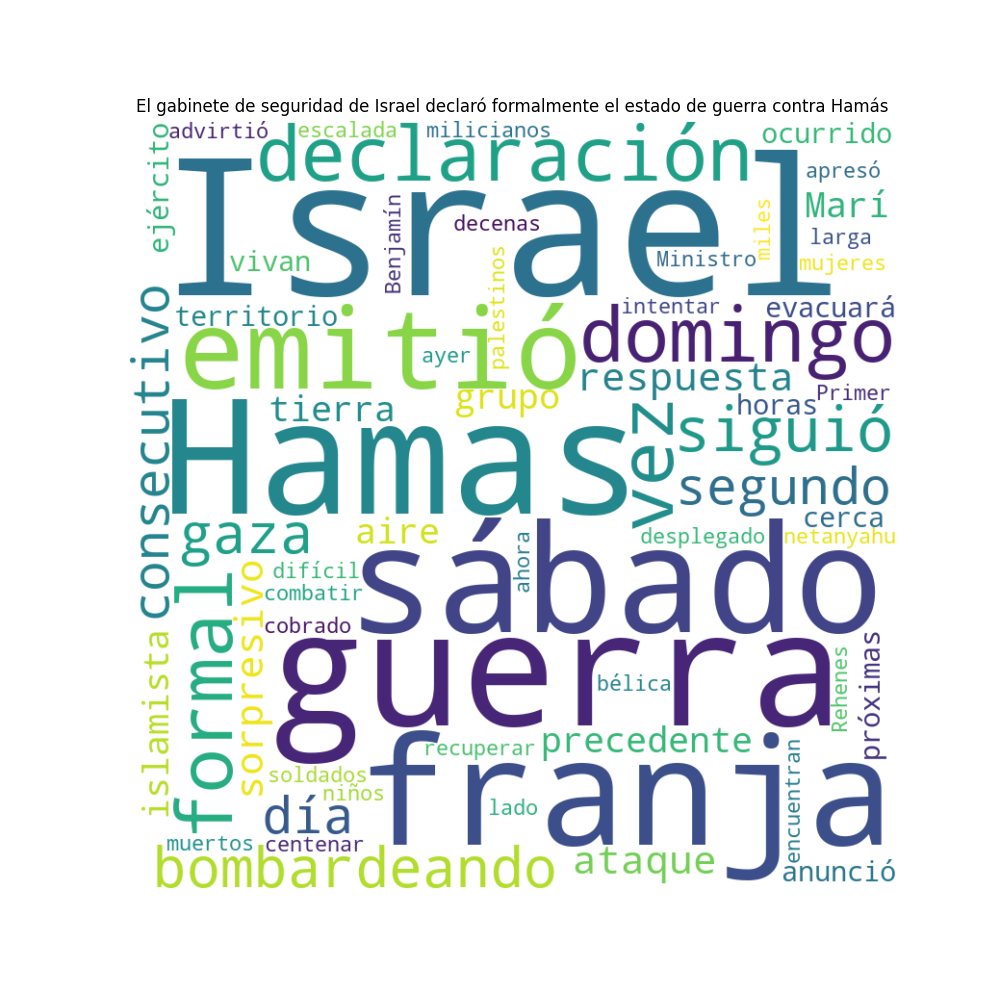 El gabinete de seguridad de Israel declaró formalmente el estado de guerra contra Hamás
advirtió
escalada
milicianos
ocurrido
ejército
declaración
apresó
Israel
Marí
Benjamín
decenas
miles
larga
vivan
Ministro
mujeres
palestinos
consecutivo
territorio
intentar
evacuará
emitió
domingo
ayer
respuesta
grupo
Primer
tierra
horas
Hamas
vez
siguió
segundo
cerca
gaza
aire
desplegado
netanyahu
sábado
ahora
difícil
formal
sorpresivo
combatir
cobrado
islamista
guerra
bélica
Rehenes
próximas
recuperar
precedente
franja
soldados
niños
día
lado
encuentran
muertos
centenar
bombardeando
ataque
anunció